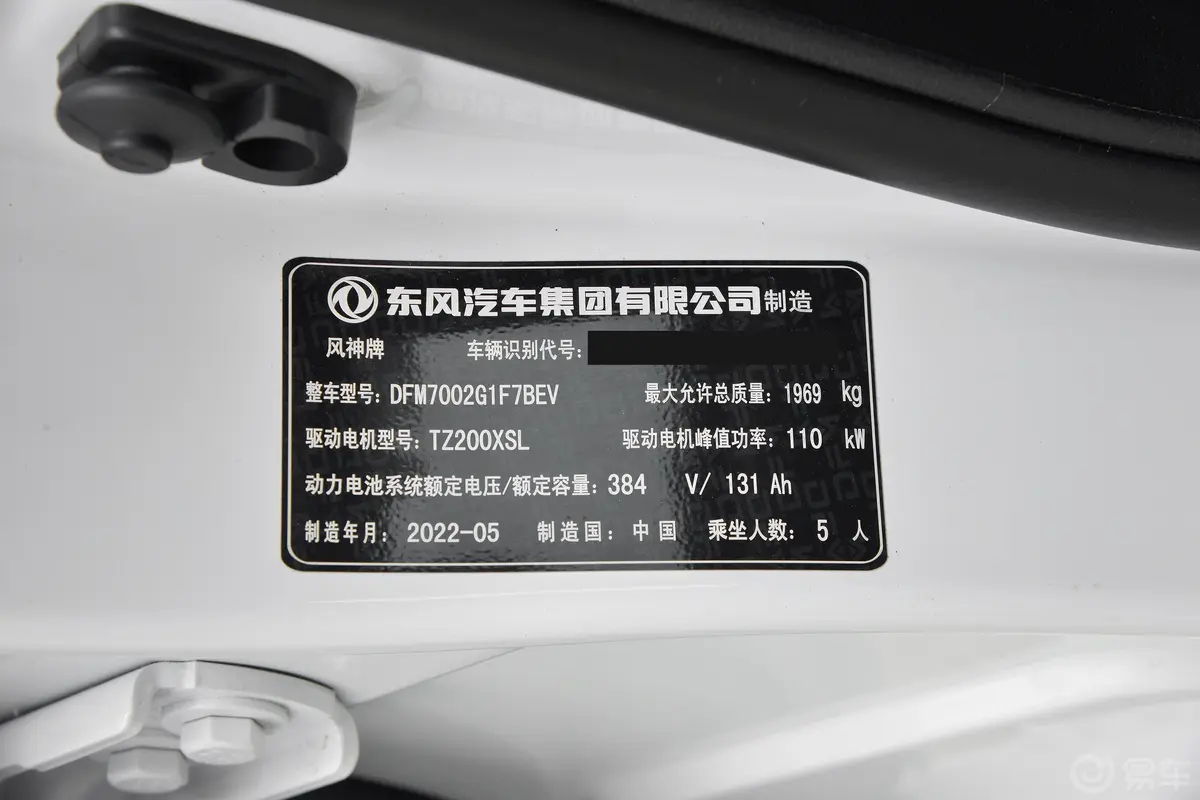 东风汽车集团有限公司制造
风神牌 车辆识别代号:
整车型号: DFM7002G1F7BEV 最大允许总质量: 1969 kg
驱动电机型号: TZ200XSL 驱动电机峰值功率: 110 kW
动力电池系统额定电压/额定容量: 384 V/ 131 Ah
制造年月: 2022-05 制造国: 中国 乘坐人数: 5 人
易车